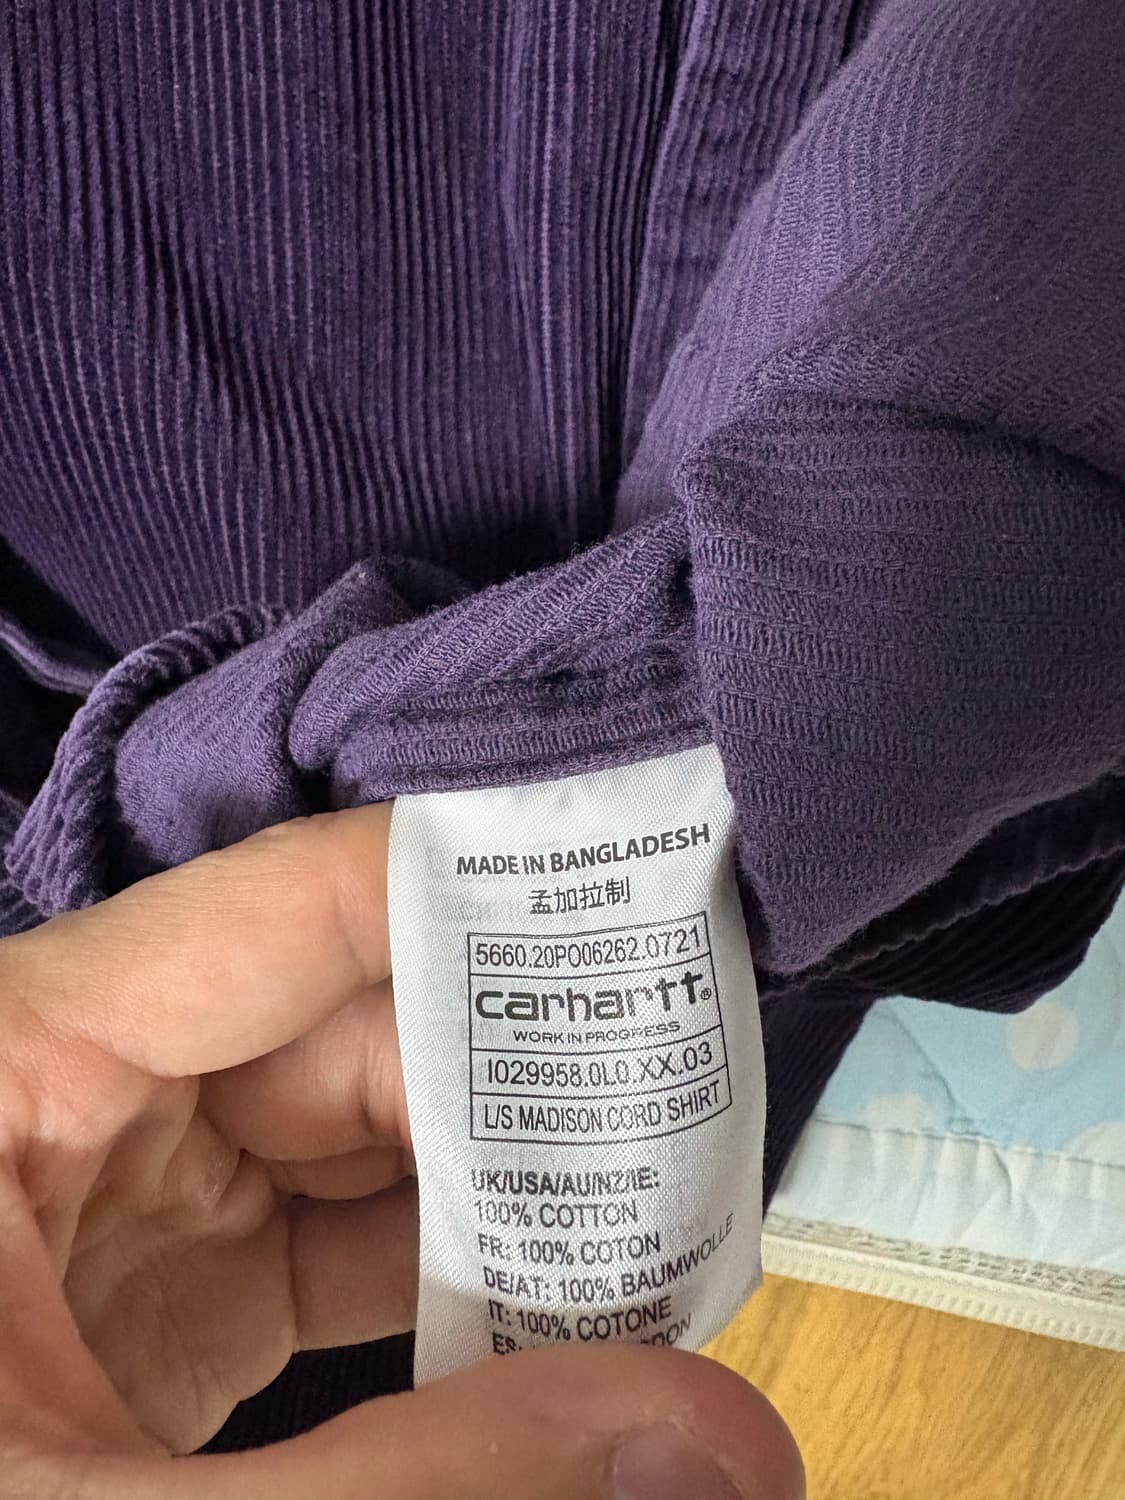 MADE IN BANGLADESH
孟加拉制
5660.20PO06262.0721
carhartt®
WORK IN PROGRESS
I029958.0L0.XX.03
L/S MADISON CORD SHIRT
UK/USA/AU/NZ/IE:
100% COTTON
FR: 100% COTON
DE/AT: 100% BAUMWOLLE
IT: 100% COTONE
ES: